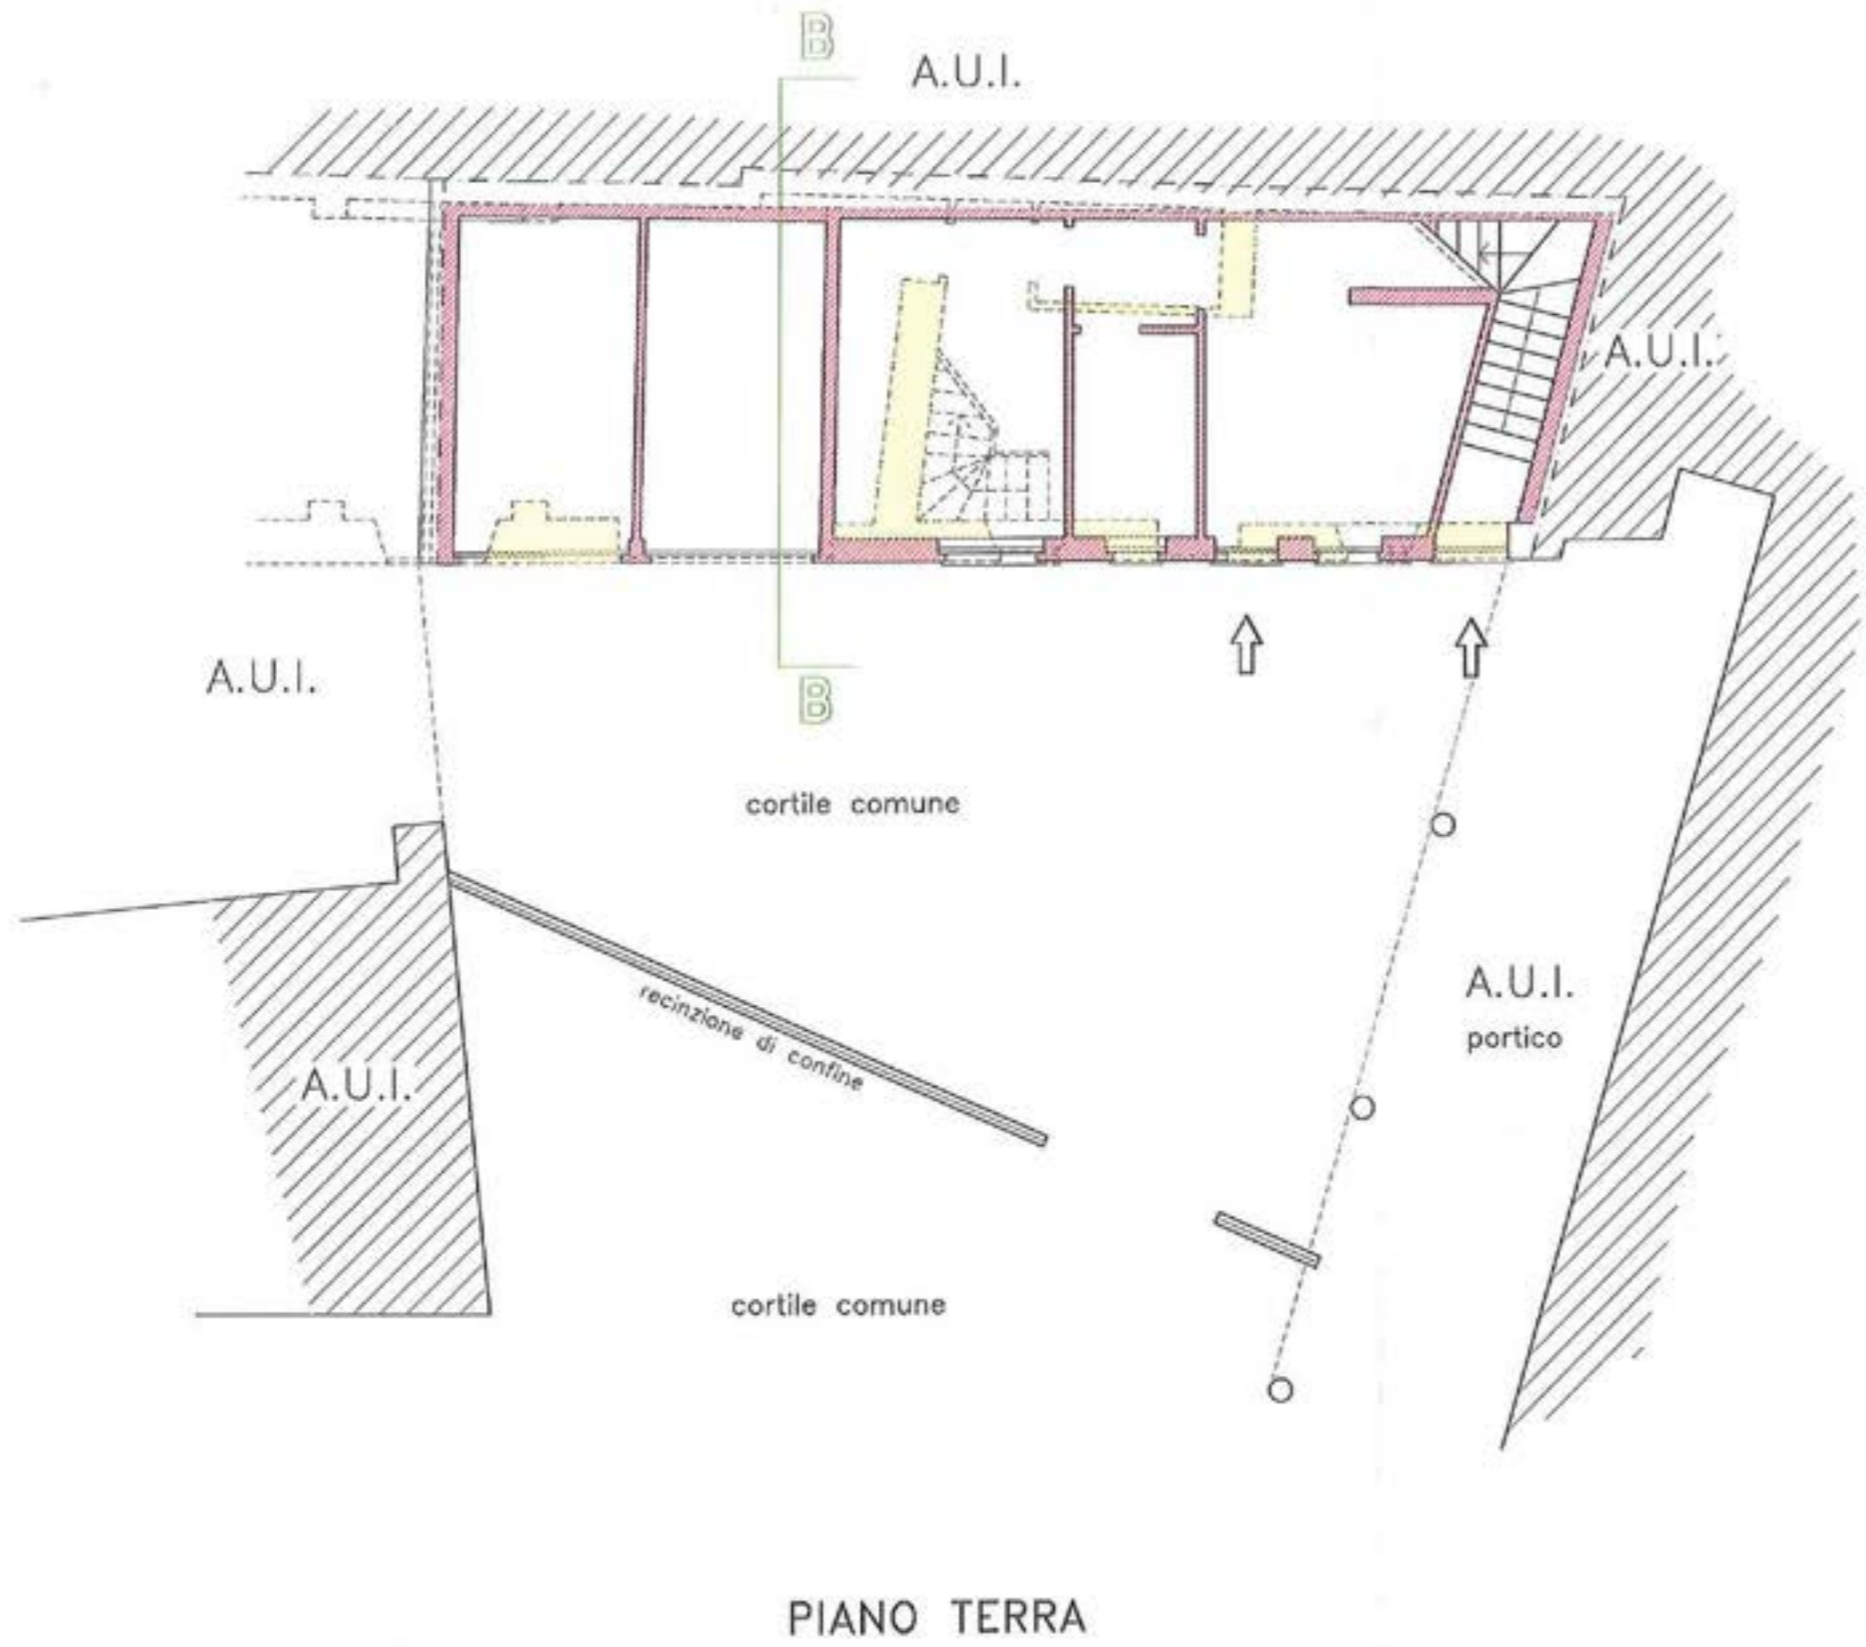 B
A.U.I.
A.U.I.
A.U.I.
B
cortile comune
A.U.I.
portico
recinzione di confine
A.U.I.
cortile comune
PIANO TERRA